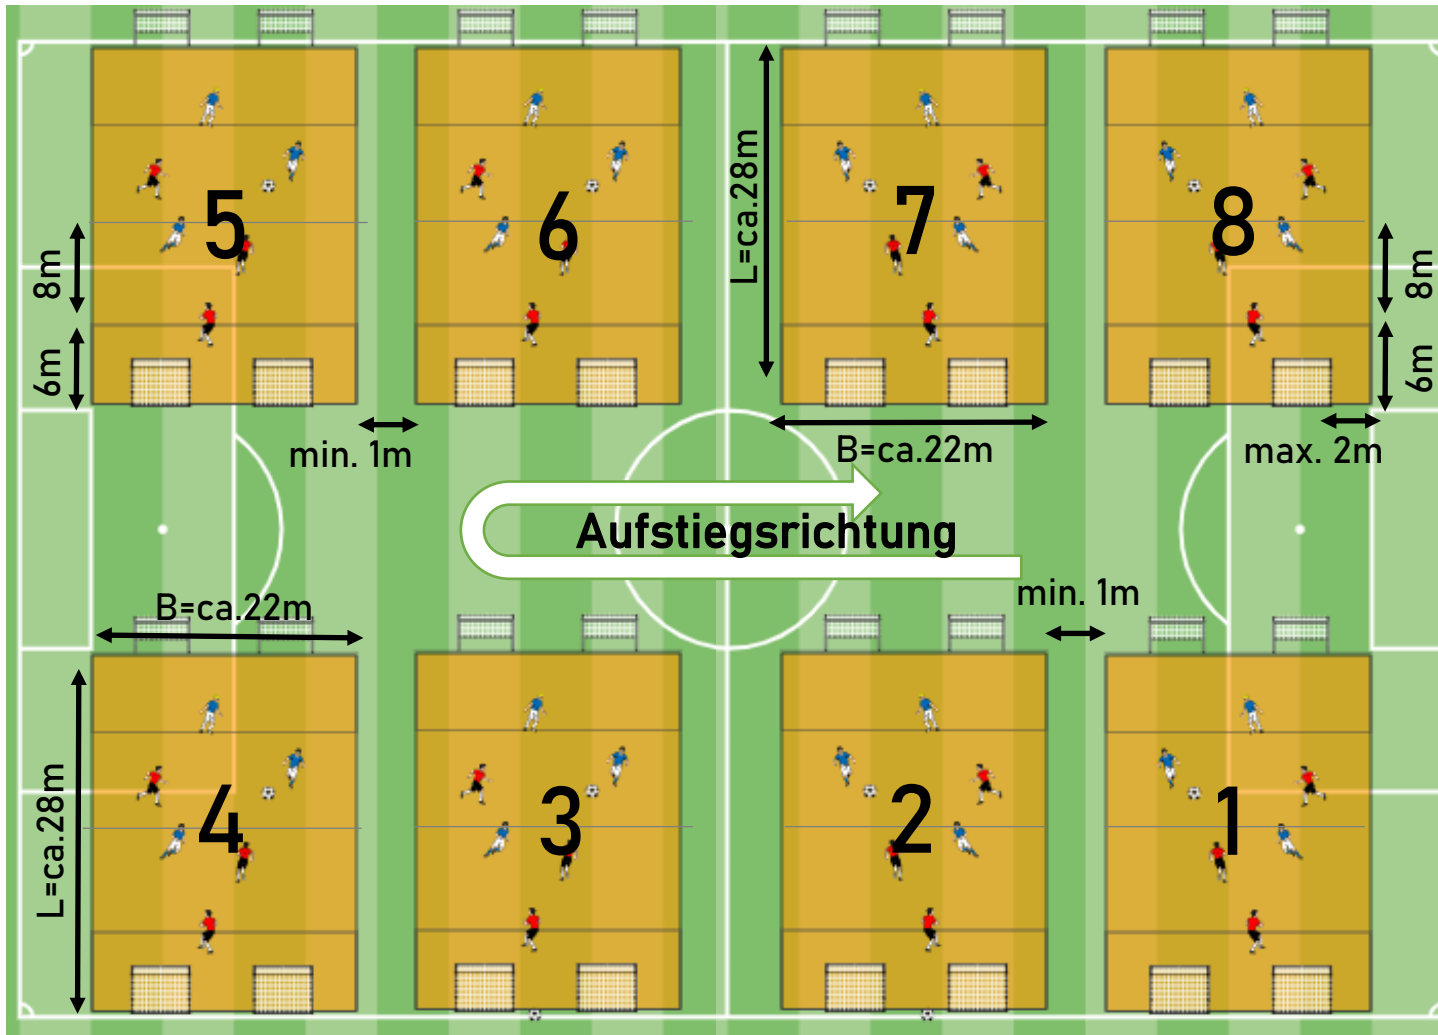 5
6
7
8
L=ca.28m
8m
6m
8m
6m
min. 1m
B=ca.22m
max. 2m
Aufstiegsrichtung
B=ca.22m
min. 1m
L=ca.28m
4
3
2
1